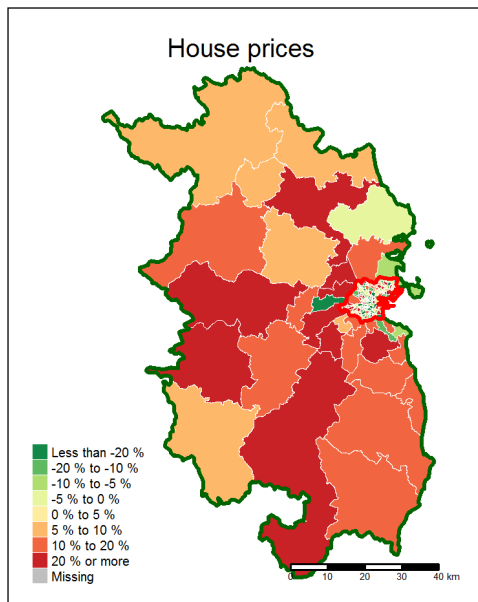 House prices
Less than -20 %
-20 % to -10 %
-10 % to -5 %
-5 % to 0 %
0 % to 5 %
5 % to 10 %
10 % to 20 %
20 % or more
Missing
0 10 20 30 40 km